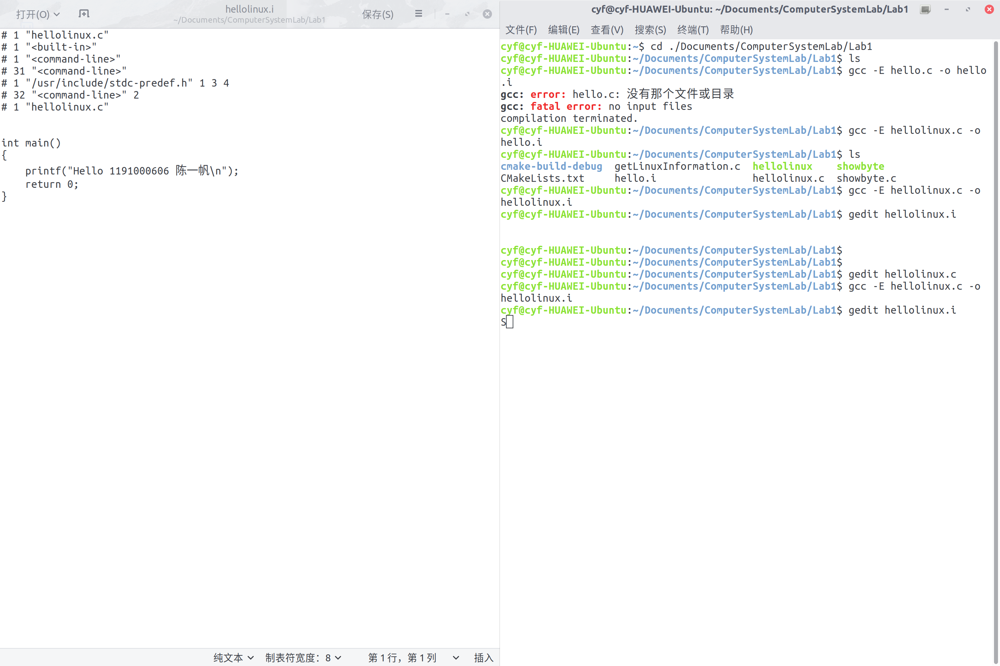 打开(O)
hellolinux.i
~/Documents/ComputerSystemLab/Lab1
保存(S)
# 1 "hellolinux.c"
# 1 "<built-in>"
# 1 "<command-line>"
# 31 "<command-line>"
# 1 "/usr/include/stdc-predef.h" 1 3 4
# 32 "<command-line>" 2
# 1 "hellolinux.c"
int main()
{
    printf("Hello 1191000606 陈一帆\n");
    return 0;
}
纯文本 制表符宽度：8 第 1 行，第 1 列 插入
cyf@cyf-HUAWEI-Ubuntu: ~/Documents/ComputerSystemLab/Lab1
文件(F) 编辑(E) 查看(V) 搜索(S) 终端(T) 帮助(H)
cyf@cyf-HUAWEI-Ubuntu:~$ cd ./Documents/ComputerSystemLab/Lab1
cyf@cyf-HUAWEI-Ubuntu:~/Documents/ComputerSystemLab/Lab1$ ls
cyf@cyf-HUAWEI-Ubuntu:~/Documents/ComputerSystemLab/Lab1$ gcc -E hello.c -o hello
.i
gcc: error: hello.c: 没有那个文件或目录
gcc: fatal error: no input files
compilation terminated.
cyf@cyf-HUAWEI-Ubuntu:~/Documents/ComputerSystemLab/Lab1$ gcc -E hellolinux.c -o
hello.i
cyf@cyf-HUAWEI-Ubuntu:~/Documents/ComputerSystemLab/Lab1$ ls
cmake-build-debug  getLinuxInformation.c  hellolinux    showbyte
CMakeLists.txt     hello.i                hellolinux.c  showbyte.c
cyf@cyf-HUAWEI-Ubuntu:~/Documents/ComputerSystemLab/Lab1$ gcc -E hellolinux.c -o
hellolinux.i
cyf@cyf-HUAWEI-Ubuntu:~/Documents/ComputerSystemLab/Lab1$ gedit hellolinux.i
cyf@cyf-HUAWEI-Ubuntu:~/Documents/ComputerSystemLab/Lab1$
cyf@cyf-HUAWEI-Ubuntu:~/Documents/ComputerSystemLab/Lab1$
cyf@cyf-HUAWEI-Ubuntu:~/Documents/ComputerSystemLab/Lab1$ gedit hellolinux.c
cyf@cyf-HUAWEI-Ubuntu:~/Documents/ComputerSystemLab/Lab1$ gcc -E hellolinux.c -o
hellolinux.i
cyf@cyf-HUAWEI-Ubuntu:~/Documents/ComputerSystemLab/Lab1$ gedit hellolinux.i
S